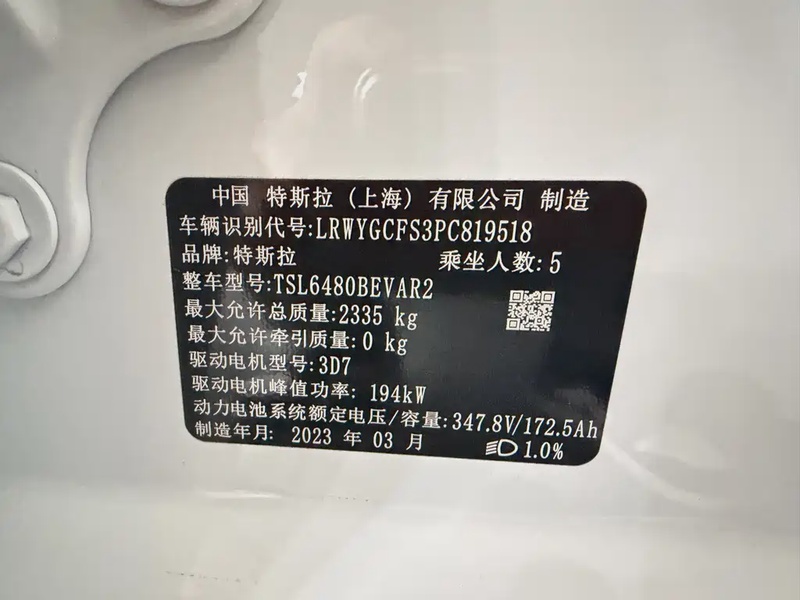 中国 特斯拉 (上海) 有限公司 制造
车辆识别代号:LRWYGCFS3PC819518
品牌:特斯拉 乘坐人数:5
整车型号:TSL6480BEVAR2
最大允许总质量:2335 kg
最大允许牵引质量:0 kg
驱动电机型号:3D7
驱动电机峰值功率: 194kW
动力电池系统额定电压/容量:347.8V/172.5Ah
制造年月: 2023 年 03 月 1.0%